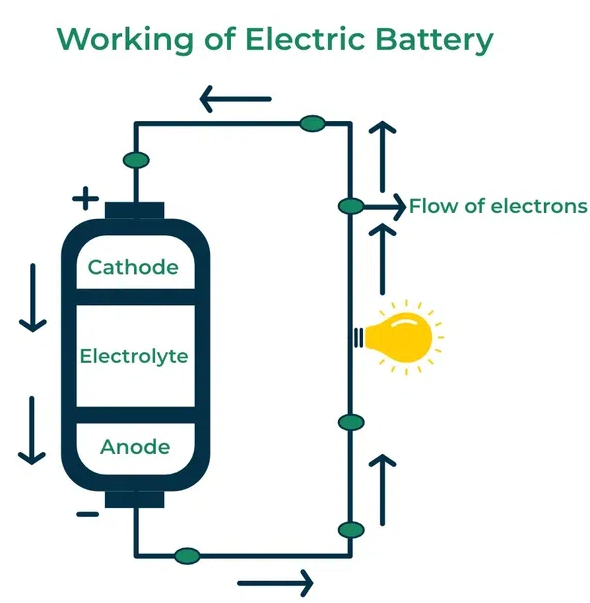 Working of Electric Battery
+
Flow of electrons
Cathode
Electrolyte
Anode
−